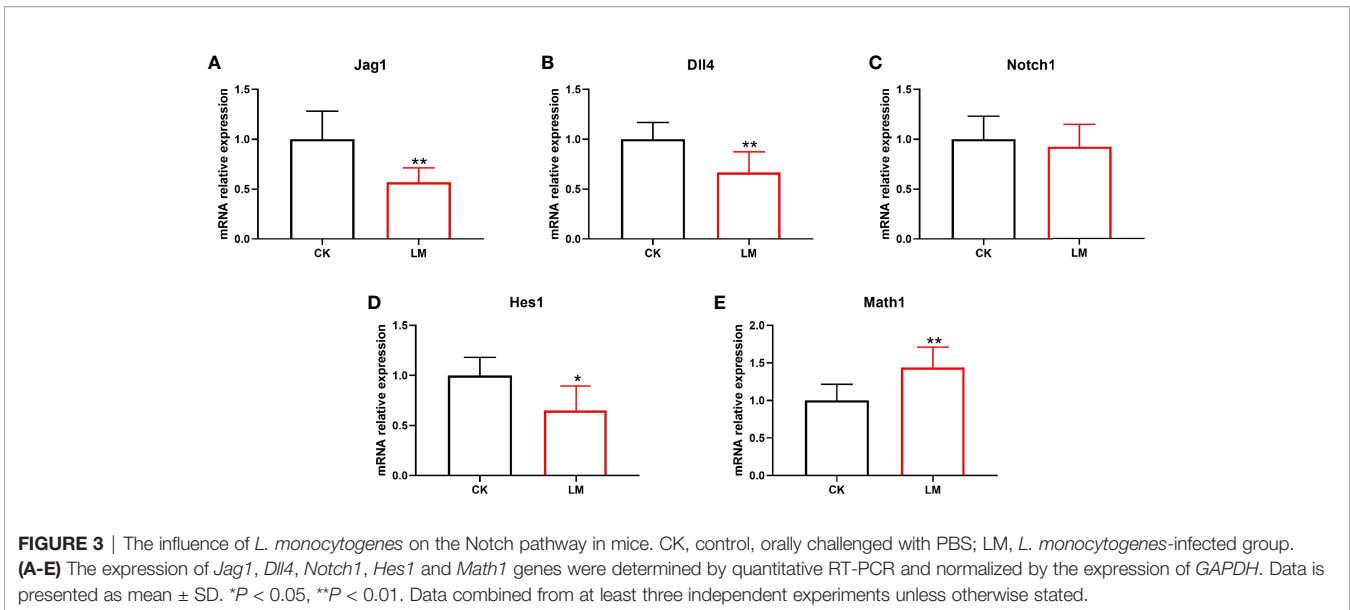 A
Jag1
mRNA relative expression
1.5
1.0
0.5
0.0
**
CK
LM
B
Dll4
mRNA relative expression
1.5
1.0
0.5
0.0
**
CK
LM
C
Notch1
mRNA relative expression
1.5
1.0
0.5
0.0
CK
LM
D
Hes1
mRNA relative expression
1.5
1.0
0.5
0.0
*
CK
LM
E
Math1
mRNA relative expression
2.0
1.5
1.0
0.5
0.0
**
CK
LM
FIGURE 3 | The influence of L. monocytogenes on the Notch pathway in mice. CK, control, orally challenged with PBS; LM, L. monocytogenes-infected group.
(A-E) The expression of Jag1, Dll4, Notch1, Hes1 and Math1 genes were determined by quantitative RT-PCR and normalized by the expression of GAPDH. Data is
presented as mean ± SD. *P < 0.05, **P < 0.01. Data combined from at least three independent experiments unless otherwise stated.